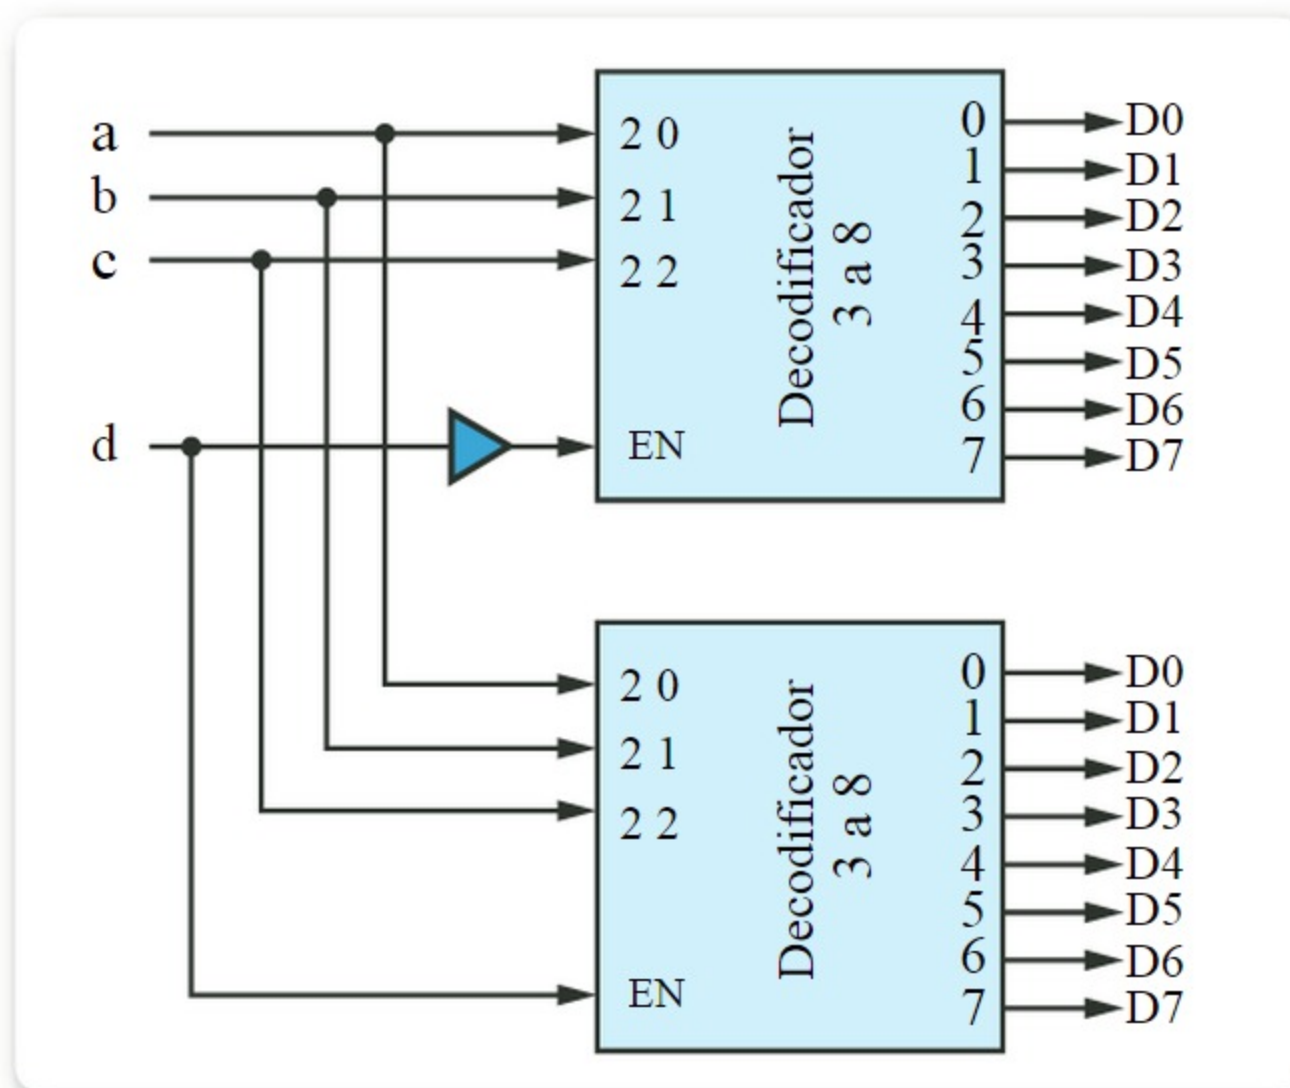 a
b
c
d
2 0
2 1
2 2
EN
Decodificador
3 a 8
0 D0
1 D1
2 D2
3 D3
4 D4
5 D5
6 D6
7 D7
2 0
2 1
2 2
EN
Decodificador
3 a 8
0 D0
1 D1
2 D2
3 D3
4 D4
5 D5
6 D6
7 D7